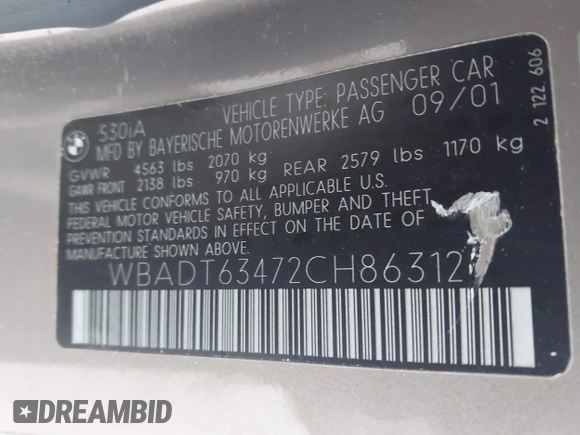 BMW
530iA
VEHICLE TYPE: PASSENGER CAR
MFD BY BAYERISCHE MOTORENWERKE AG 09/01
GVWR 4563 lbs 2070 kg
GAWR FRONT 2138 lbs 970 kg REAR 2579 lbs 1170 kg
THIS VEHICLE CONFORMS TO ALL APPLICABLE U.S.
FEDERAL MOTOR VEHICLE SAFETY, BUMPER AND THEFT
PREVENTION STANDARDS IN EFFECT ON THE DATE OF
MANUFACTURE SHOWN ABOVE.
WBADT63472CH86312
2 122 606
DREAMBID